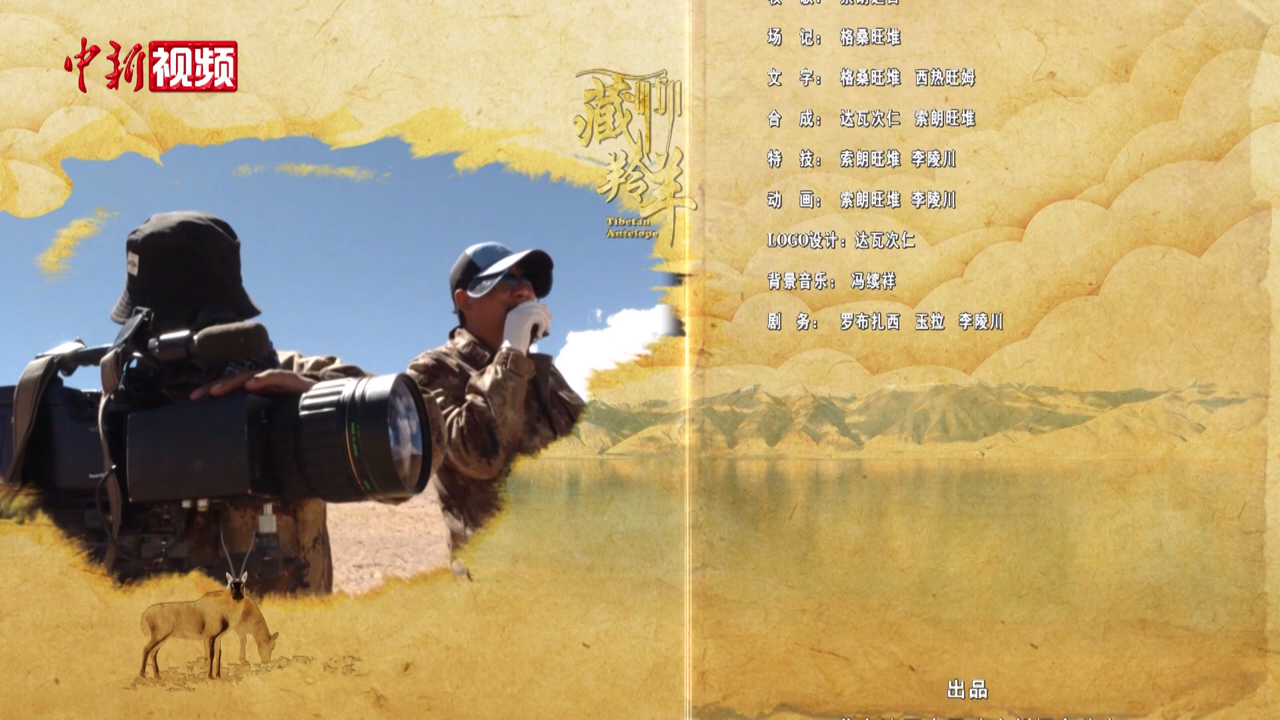 中新视频
藏羚羊
Tibetan
Antelope
场 记： 格桑旺堆
文 字： 格桑旺堆 西热旺姆
合 成： 达瓦次仁 索朗旺堆
特 技： 索朗旺堆 李陵川
动 画： 索朗旺堆 李陵川
LOGO设计：达瓦次仁
背景音乐： 冯续祥
剧 务： 罗布扎西 玉拉 李陵川
出品